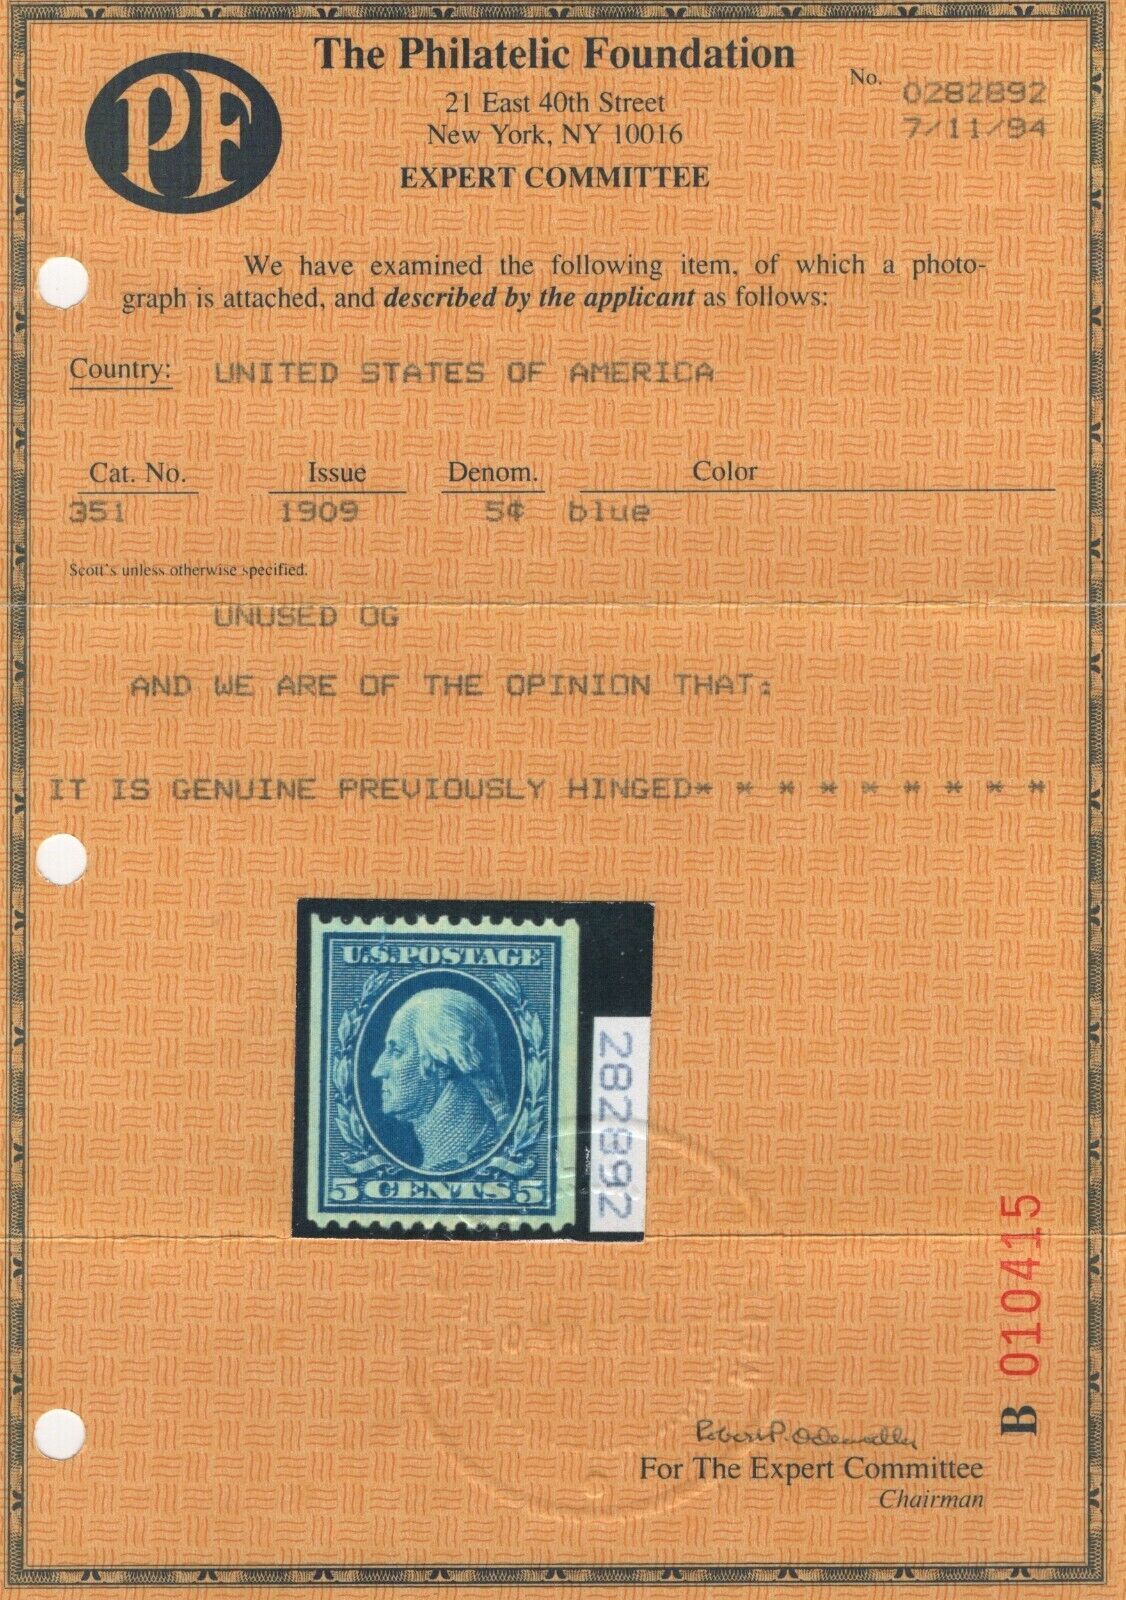 PF
The Philatelic Foundation
21 East 40th Street
New York, NY 10016
EXPERT COMMITTEE
No. 0282892
7/11/94
We have examined the following item, of which a photo-
graph is attached, and described by the applicant as follows:
Country: UNITED STATES OF AMERICA
Cat. No. Issue Denom. Color
351 1909 5¢ blue
Scott's unless otherwise specified.
UNUSED OG
AND WE ARE OF THE OPINION THAT:
IT IS GENUINE PREVIOUSLY HINGED* * * * * * * * *
U.S.POSTAGE
5 CENTS 5
282892
B 010415
For The Expert Committee
Chairman